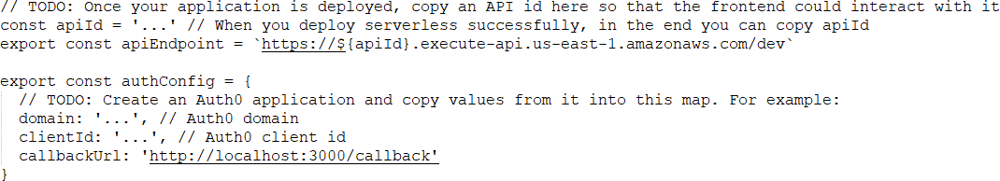 // TODO: Once your application is deployed, copy an API id here so that the frontend could interact with it
const apiId = '...' // When you deploy serverless successfully, in the end you can copy apiId
export const apiEndpoint = `https://${apiId}.execute-api.us-east-1.amazonaws.com/dev`

export const authConfig = {
  // TODO: Create an Auth0 application and copy values from it into this map. For example:
  domain: '...', // Auth0 domain
  clientId: '...', // Auth0 client id
  callbackUrl: 'http://localhost:3000/callback'
}